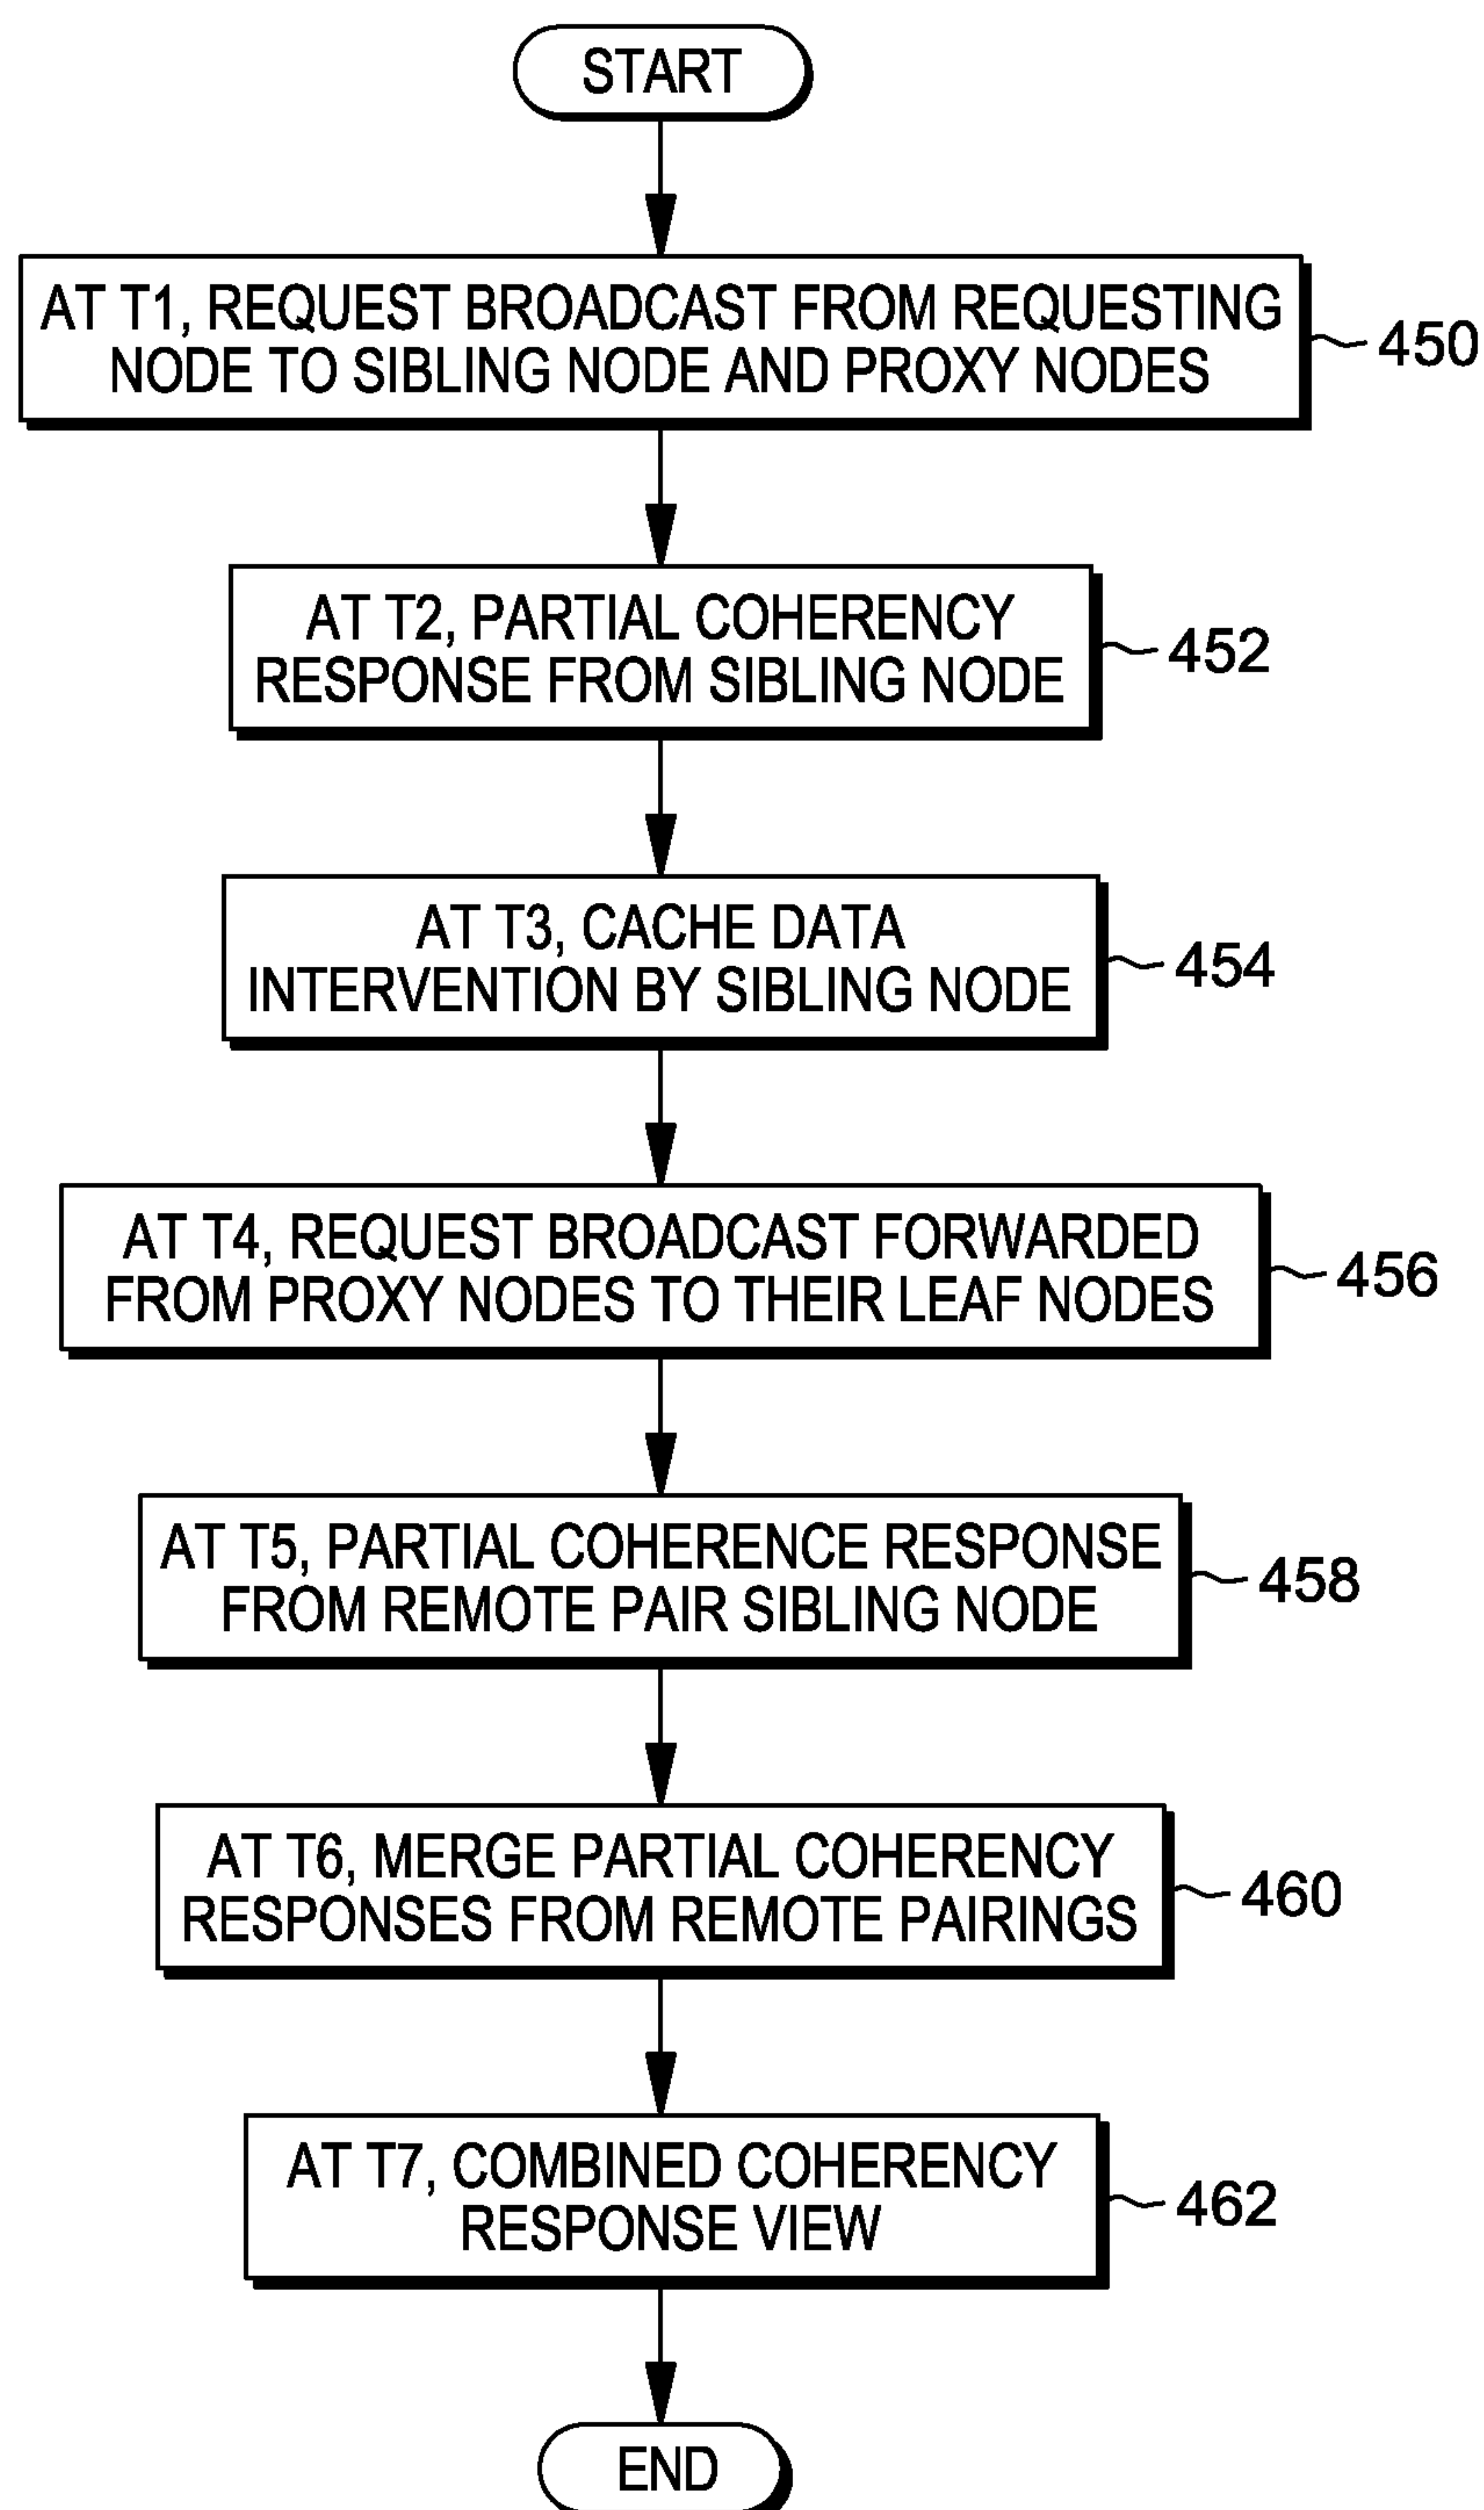 START
AT T1, REQUEST BROADCAST FROM REQUESTING
NODE TO SIBLING NODE AND PROXY NODES
450
AT T2, PARTIAL COHERENCY
RESPONSE FROM SIBLING NODE
452
AT T3, CACHE DATA
INTERVENTION BY SIBLING NODE
454
AT T4, REQUEST BROADCAST FORWARDED
FROM PROXY NODES TO THEIR LEAF NODES
456
AT T5, PARTIAL COHERENCE RESPONSE
FROM REMOTE PAIR SIBLING NODE
458
AT T6, MERGE PARTIAL COHERENCY
RESPONSES FROM REMOTE PAIRINGS
460
AT T7, COMBINED COHERENCY
RESPONSE VIEW
462
END